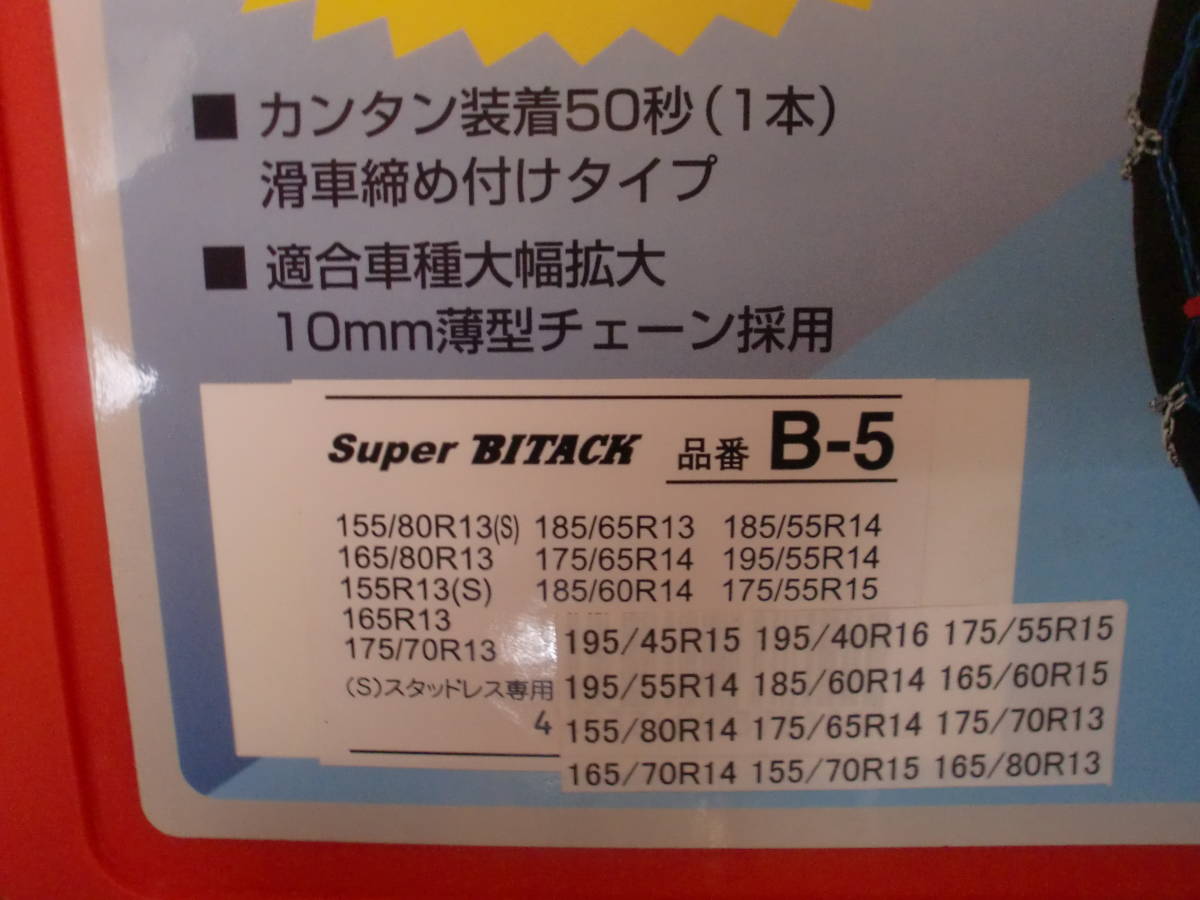 ■ カンタン装着50秒(1本)
滑車締め付けタイプ
■ 適合車種大幅拡大
10mm薄型チェーン採用
Super BITACK 品番 B-5
155/80R13(S) 185/65R13 185/55R14
165/80R13 175/65R14 195/55R14
155R13(S) 185/60R14 175/55R15
165R13
175/70R13
(S)スタッドレス専用
4
195/45R15 195/40R16 175/55R15
195/55R14 185/60R14 165/60R15
155/80R14 175/65R14 175/70R13
165/70R14 155/70R15 165/80R13